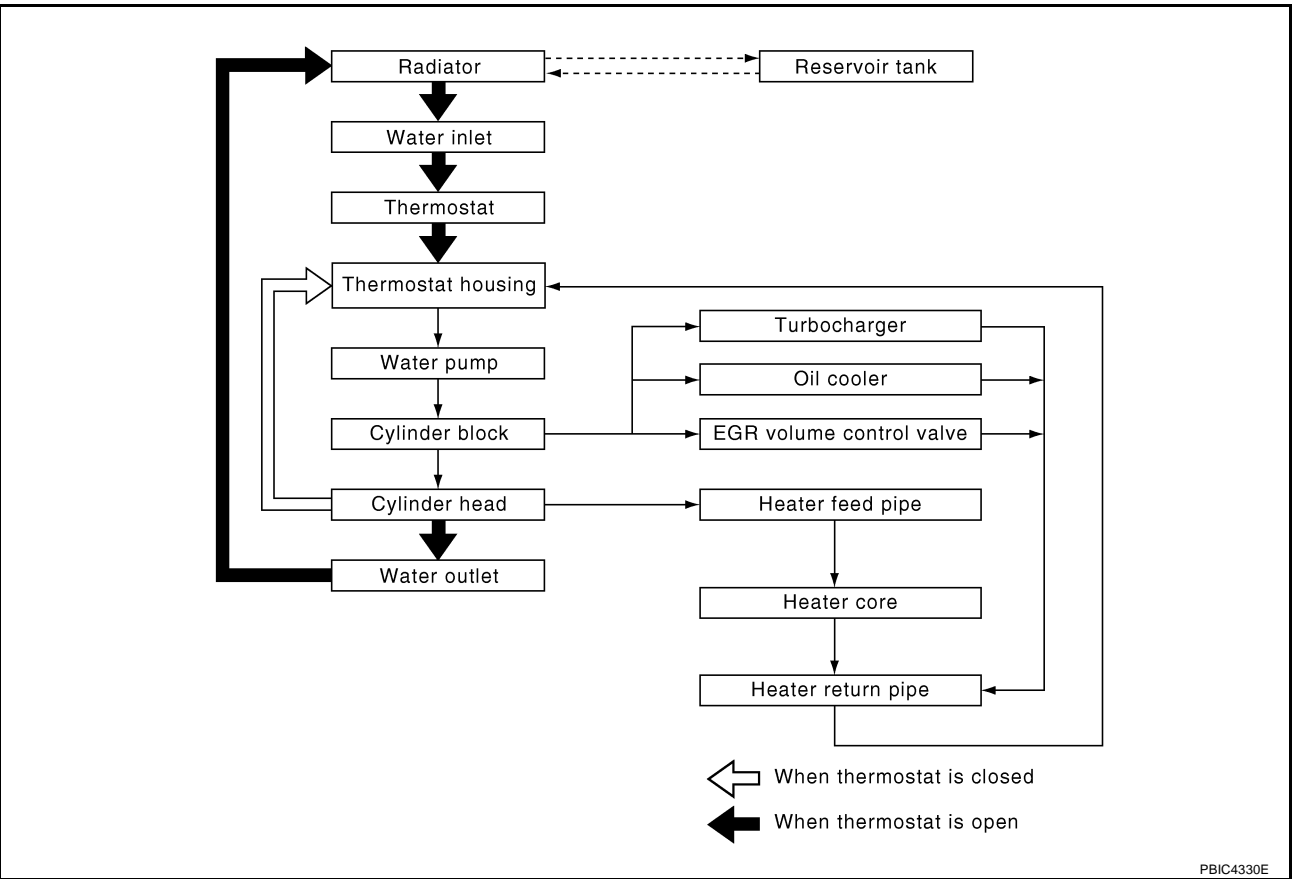 Radiator
Reservoir tank
Water inlet
Thermostat
Thermostat housing
Turbocharger
Water pump
Oil cooler
Cylinder block
EGR volume control valve
Cylinder head
Heater feed pipe
Water outlet
Heater core
Heater return pipe
When thermostat is closed
When thermostat is open
PBIC4330E